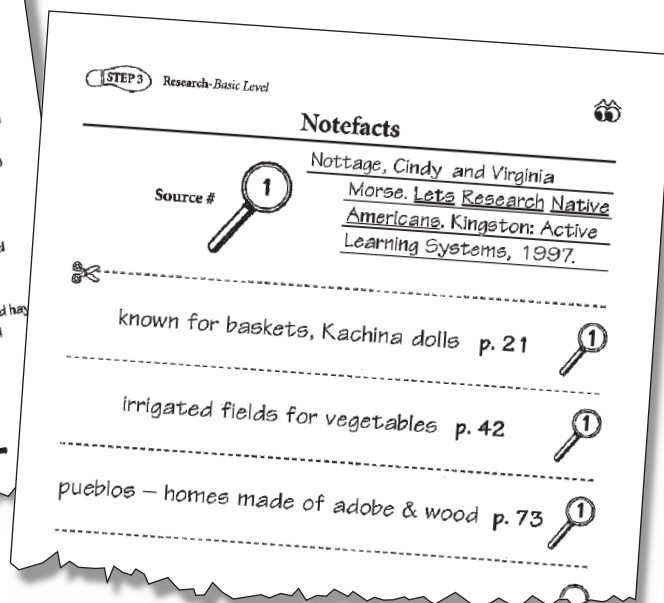 STEP 3 Research-Basic Level
Notefacts
Source # 1
Nottage, Cindy and Virginia
Morse. Lets Research Native
Americans. Kingston: Active
Learning Systems, 1997.
known for baskets, Kachina dolls p. 21 1
irrigated fields for vegetables p. 42 1
pueblos – homes made of adobe & wood p. 73 1